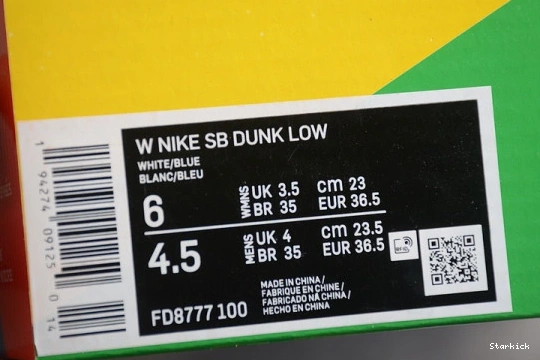 W NIKE SB DUNK LOW
WHITE/BLUE
BLANC/BLEU
6
WMNS
UK 3.5 cm 23
BR 35 EUR 36.5
4.5
MENS
UK 4 cm 23.5
BR 35 EUR 36.5
FD8777 100
MADE IN CHINA /
FABRIQUE EN CHINE /
FABRICADO NA CHINA /
HECHO EN CHINA
1 94274 09125 0 14
Starkick